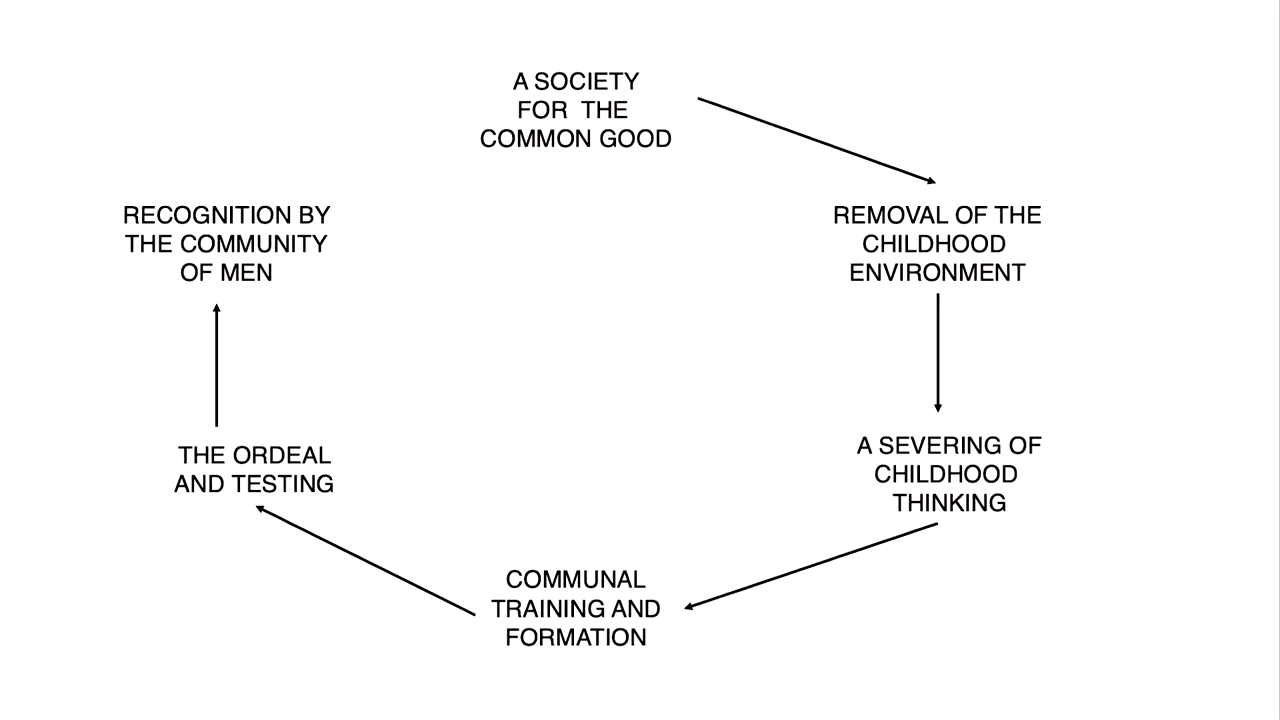 A SOCIETY
FOR THE
COMMON GOOD
REMOVAL OF THE
CHILDHOOD
ENVIRONMENT
A SEVERING OF
CHILDHOOD
THINKING
COMMUNAL
TRAINING AND
FORMATION
THE ORDEAL
AND TESTING
RECOGNITION BY
THE COMMUNITY
OF MEN